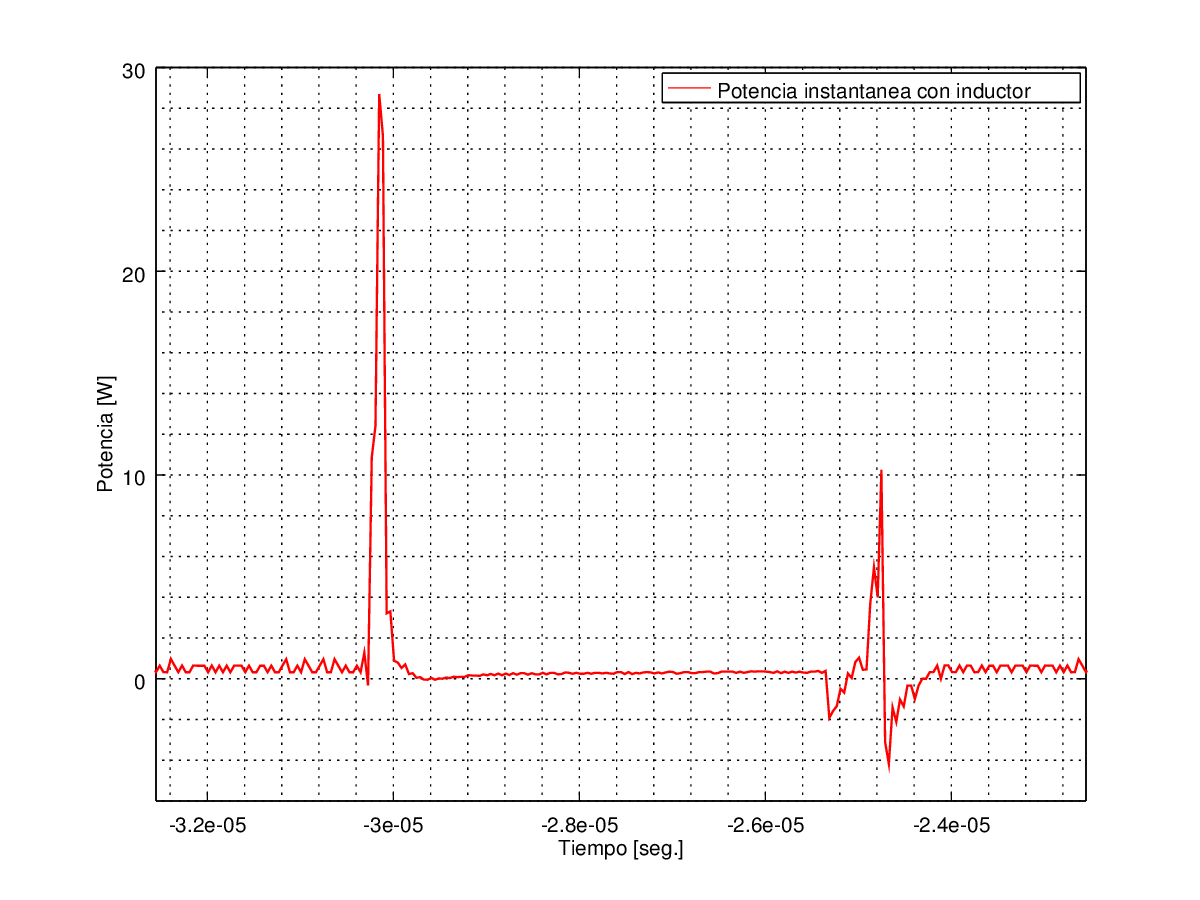 30
Potencia instantanea con inductor
20
Potencia [W]
10
0
-3.2e-05 -3e-05 -2.8e-05 -2.6e-05 -2.4e-05
Tiempo [seg.]